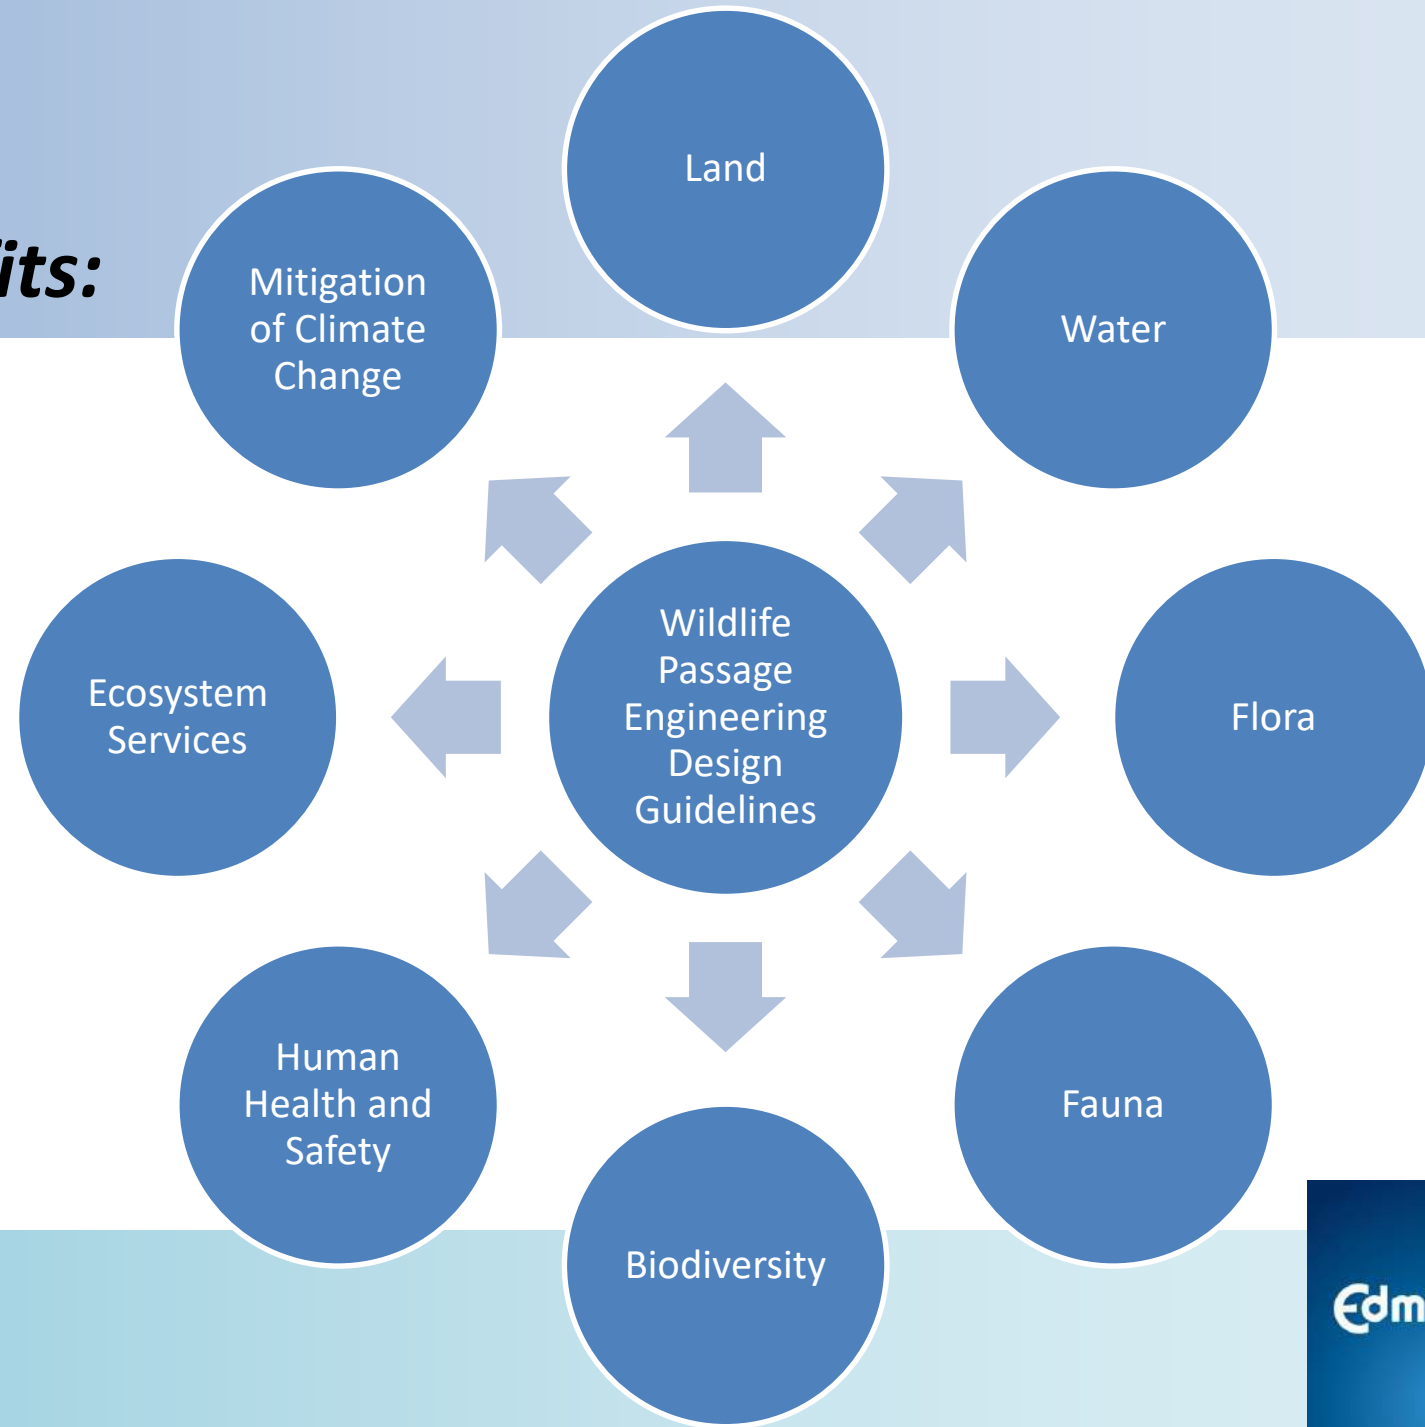 Land
Mitigation
of Climate
Change
its:
Water
Wildlife
Passage
Engineering
Design
Guidelines
Ecosystem
Services
Flora
Human
Health and
Safety
Fauna
Biodiversity
Edm